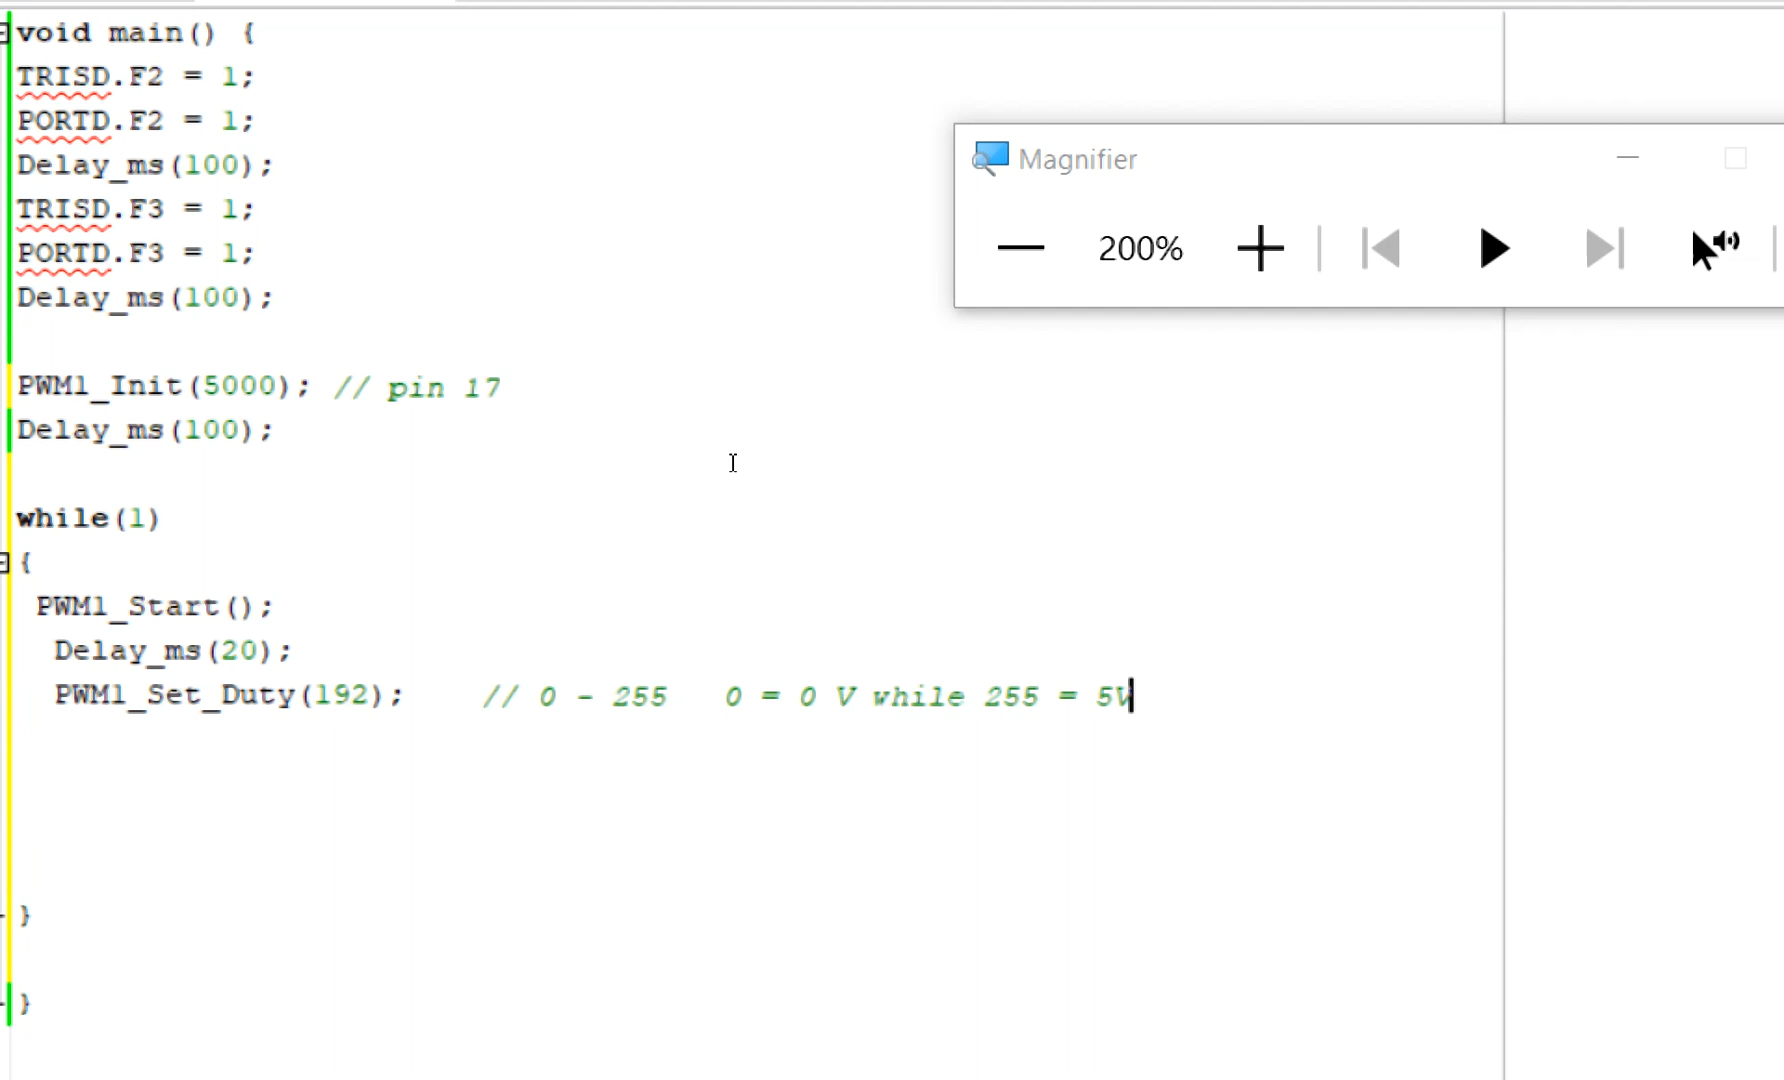 void main() {
TRISD.F2 = 1;
PORTD.F2 = 1;
Delay_ms(100);
TRISD.F3 = 1;
PORTD.F3 = 1;
Delay_ms(100);
PWM1_Init(5000); // pin 17
Delay_ms(100);
while(1)
{
PWM1_Start();
Delay_ms(20);
PWM1_Set_Duty(192); // 0 - 255 0 = 0 V while 255 = 5V
}
}
Magnifier
200%